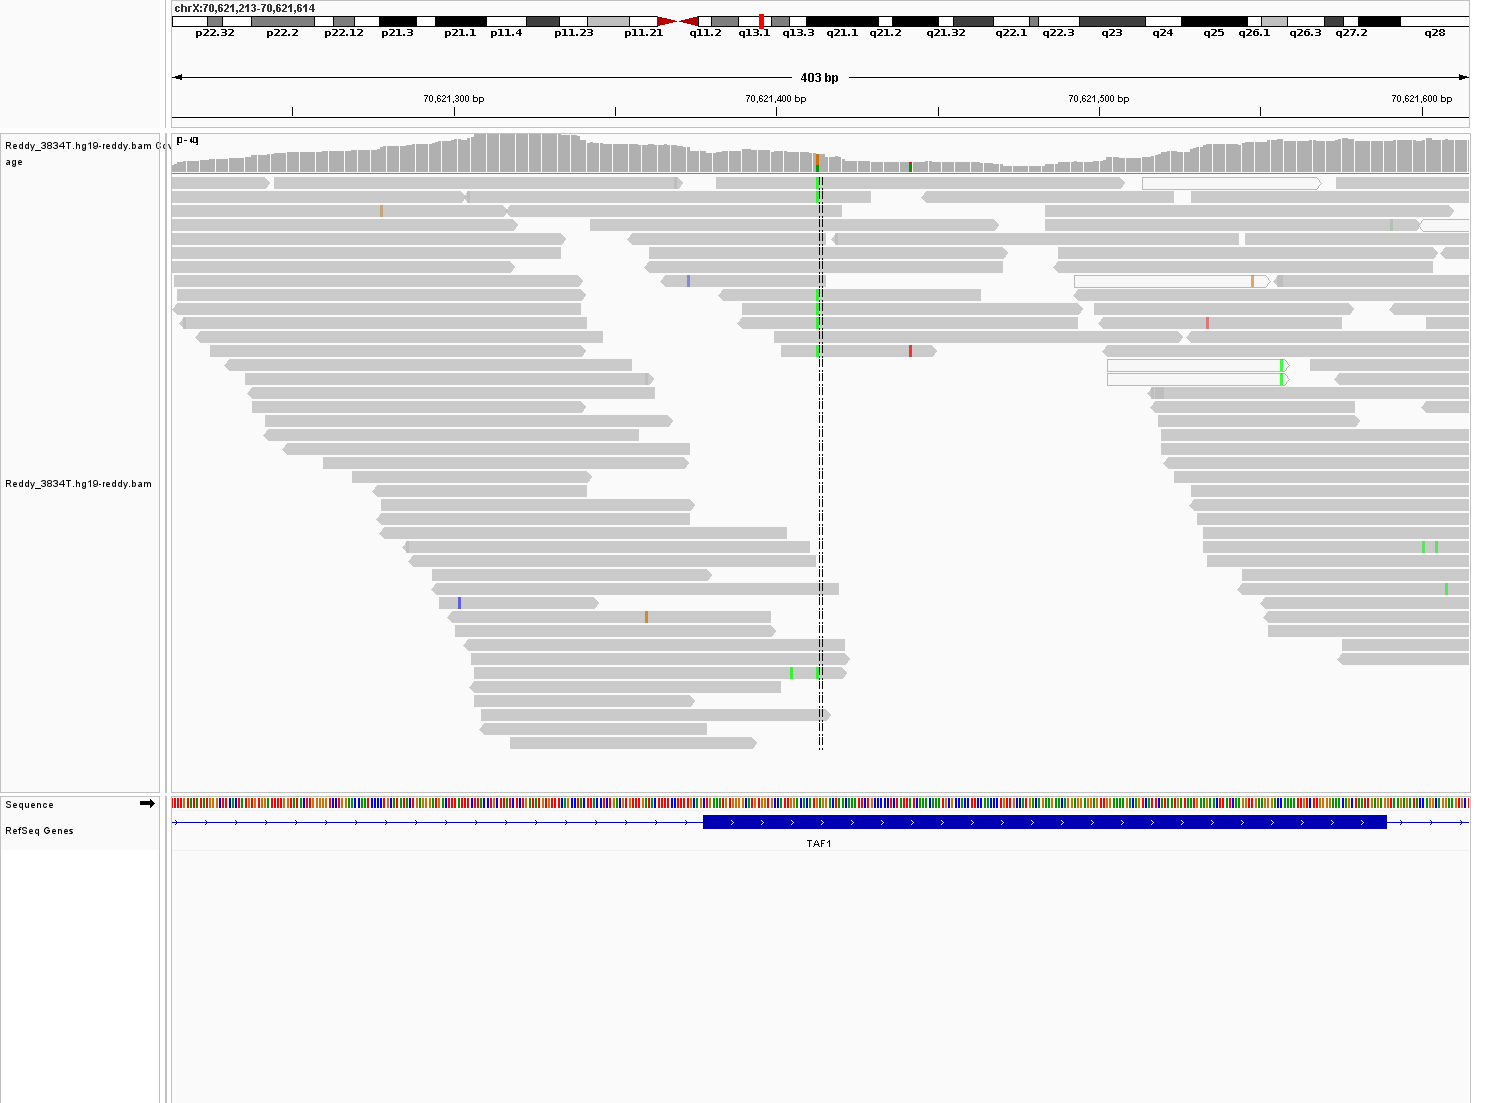 chrX:70,621,213-70,621,614
p22.32 p22.2 p22.12 p21.3 p21.1 p11.4 p11.23 p11.21 q11.2 q13.1 q13.3 q21.1 q21.2 q21.32 q22.1 q22.3 q23 q24 q25 q26.1 q26.3 q27.2 q28
403 bp
70,621,300 bp 70,621,400 bp 70,621,500 bp 70,621,600 bp
Reddy_3834T.hg19-reddy.bam Cov
age
Reddy_3834T.hg19-reddy.bam
Sequence
RefSeq Genes
TAF1